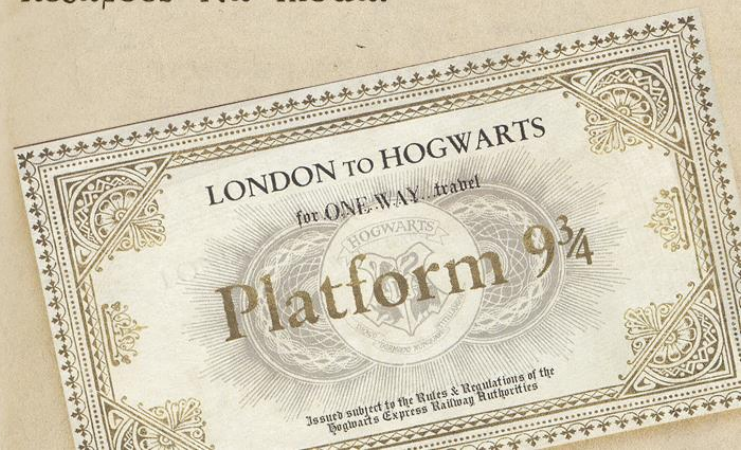 LONDON TO HOGWARTS
for ONE WAY...travel
HOGWARTS
Platform 9¾
Issued subject to the Rules & Regulations of the
Hogwarts Express Railway Authorities